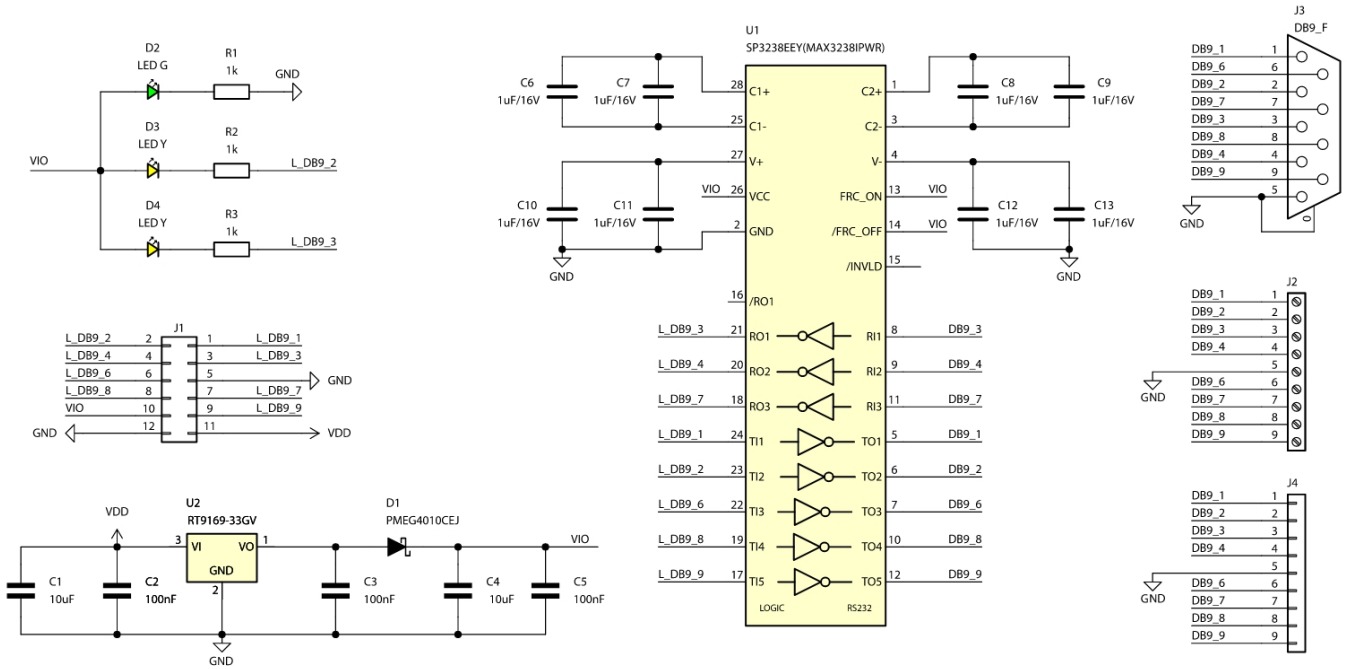 D2
LED G
R1
1k
GND
D3
LED Y
R2
1k
VIO
L_DB9_2
D4
LED Y
R3
1k
L_DB9_3
J1
L_DB9_2 2 1 L_DB9_1
L_DB9_4 4 3 L_DB9_3
L_DB9_6 6 5 GND
L_DB9_8 8 7 L_DB9_7
VIO 10 9 L_DB9_9
GND 12 11 VDD
VDD
U2
RT9169-33GV
3 VI VO 1
GND
2
D1
PMEG4010CEJ
VIO
C1
10uF
C2
100nF
C3
100nF
C4
10uF
C5
100nF
GND
U1
SP3238EEY(MAX3238IPWR)
C6
1uF/16V
C7
1uF/16V
C8
1uF/16V
C9
1uF/16V
28 C1+ C2+ 1
25 C1- C2- 3
27 V+ V- 4
VIO 26 VCC FRC_ON 13 VIO
2 GND /FRC_OFF 14 VIO
/INVLD 15
16 /RO1
C10
1uF/16V
C11
1uF/16V
C12
1uF/16V
C13
1uF/16V
GND
GND
L_DB9_3 21 RO1 RI1 8 DB9_3
L_DB9_4 20 RO2 RI2 9 DB9_4
L_DB9_7 18 RO3 RI3 11 DB9_7
L_DB9_1 24 TI1 TO1 5 DB9_1
L_DB9_2 23 TI2 TO2 6 DB9_2
L_DB9_6 22 TI3 TO3 7 DB9_6
L_DB9_8 19 TI4 TO4 10 DB9_8
L_DB9_9 17 TI5 TO5 12 DB9_9
LOGIC RS232
J3
DB9_F
DB9_1 1
DB9_6 6
DB9_2 2
DB9_7 7
DB9_3 3
DB9_8 8
DB9_4 4
DB9_9 9
5
GND
0
J2
DB9_1 1
DB9_2 2
DB9_3 3
DB9_4 4
5
GND
DB9_6 6
DB9_7 7
DB9_8 8
DB9_9 9
J4
DB9_1 1
DB9_2 2
DB9_3 3
DB9_4 4
5
GND
DB9_6 6
DB9_7 7
DB9_8 8
DB9_9 9